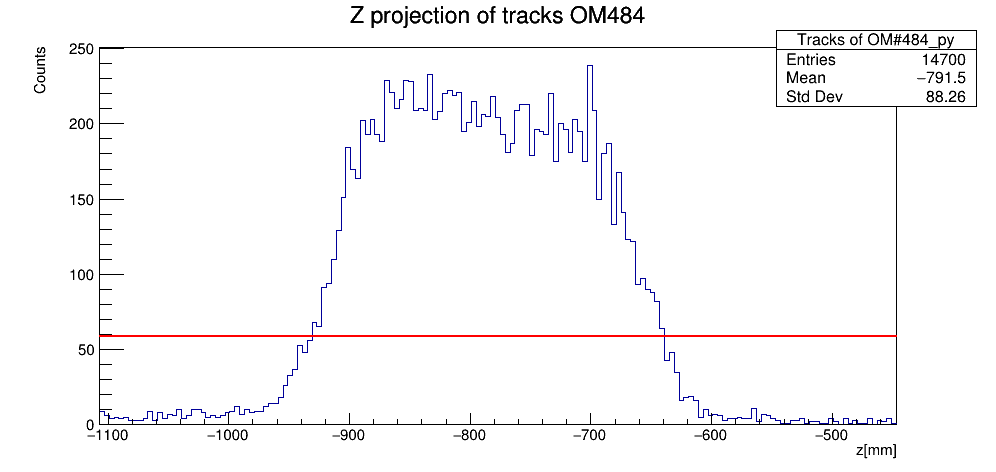 Z projection of tracks OM484
Tracks of OM#484_py
Entries 14700
Mean −791.5
Std Dev 88.26
Counts
250
200
150
100
50
0
−1100 −1000 −900 −800 −700 −600 −500
z[mm]